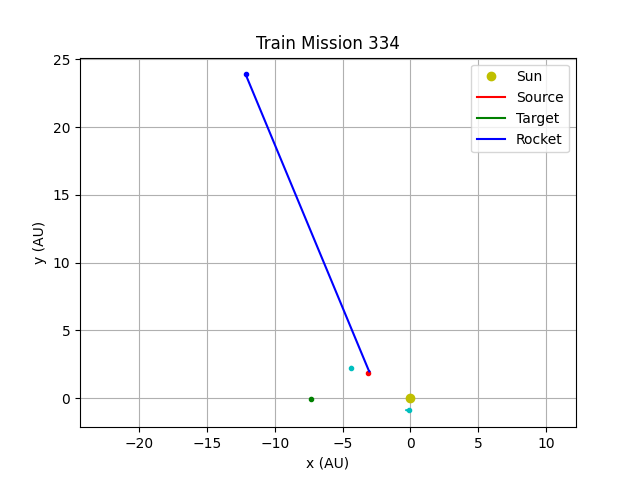 Train Mission 334
Sun
Source
Target
Rocket
25
20
15
10
5
0
y (AU)
−20 −15 −10 −5 0 5 10
x (AU)